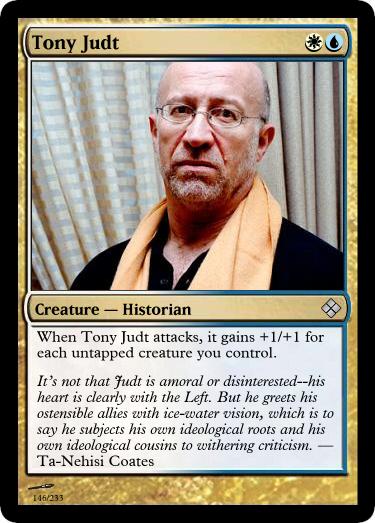 Tony Judt
Creature — Historian
When Tony Judt attacks, it gains +1/+1 for
each untapped creature you control.
It's not that Judt is amoral or disinterested--his
heart is clearly with the Left. But he greets his
ostensible allies with ice-water vision, which is to
say he subjects his own ideological roots and his
own ideological cousins to withering criticism. —
Ta-Nehisi Coates
146/233